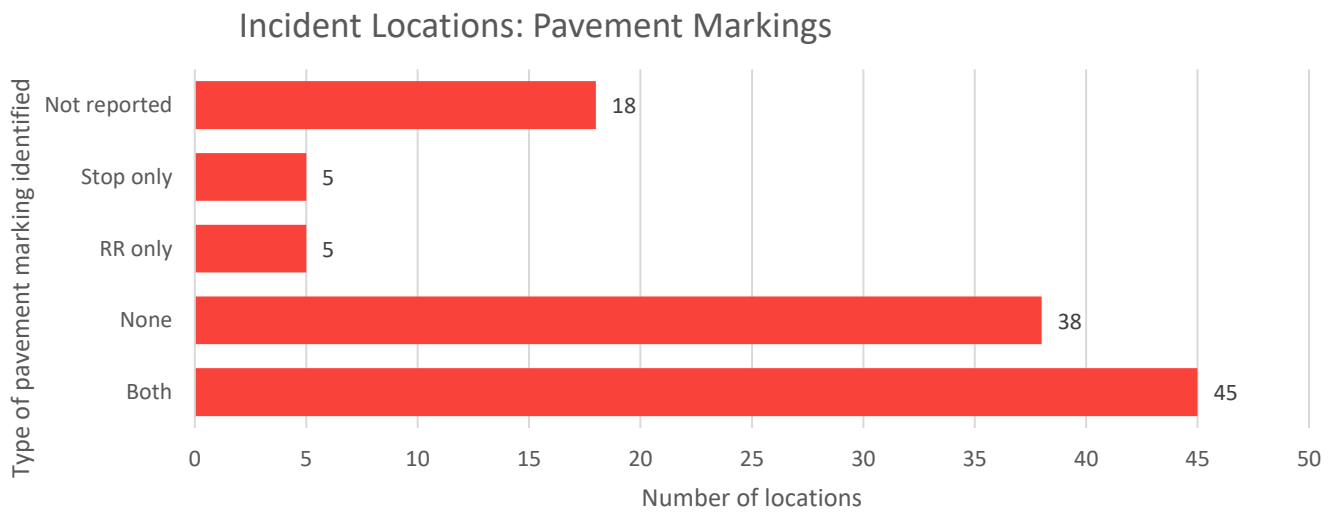 Incident Locations: Pavement Markings
Type of pavement marking identified
Not reported
18
Stop only
5
RR only
5
None
38
Both
45
0 5 10 15 20 25 30 35 40 45 50
Number of locations